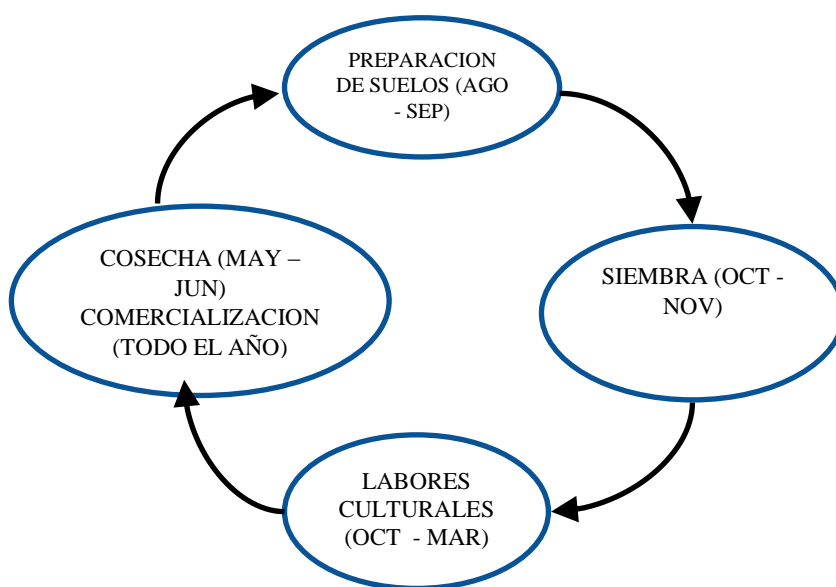 PREPARACION
DE SUELOS (AGO
- SEP)
SIEMBRA (OCT -
NOV)
LABORES
CULTURALES
(OCT - MAR)
COSECHA (MAY –
JUN)
COMERCIALIZACION
(TODO EL AÑO)